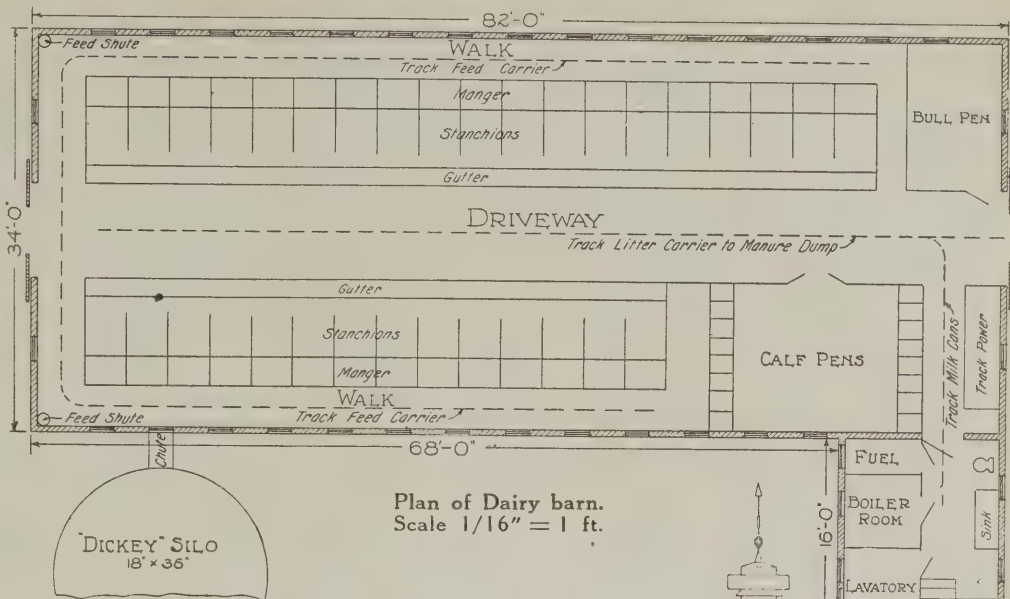 82'-0"
Feed Shute
WALK
Track Feed Carrier
Manger
Stanchions
Gutter
BULL PEN
34'-0"
DRIVEWAY
Track Litter Carrier to Manure Dump
Gutter
Stanchions
Manger
WALK
Track Feed Carrier
Feed Shute
CALF PENS
Track Milk Cans
Track Power
68'-0"
Chute
"DICKEY" SILO
18' × 36'
Plan of Dairy barn.
Scale 1/16" = 1 ft.
16'-0"
FUEL
BOILER
ROOM
Sink
LAVATORY